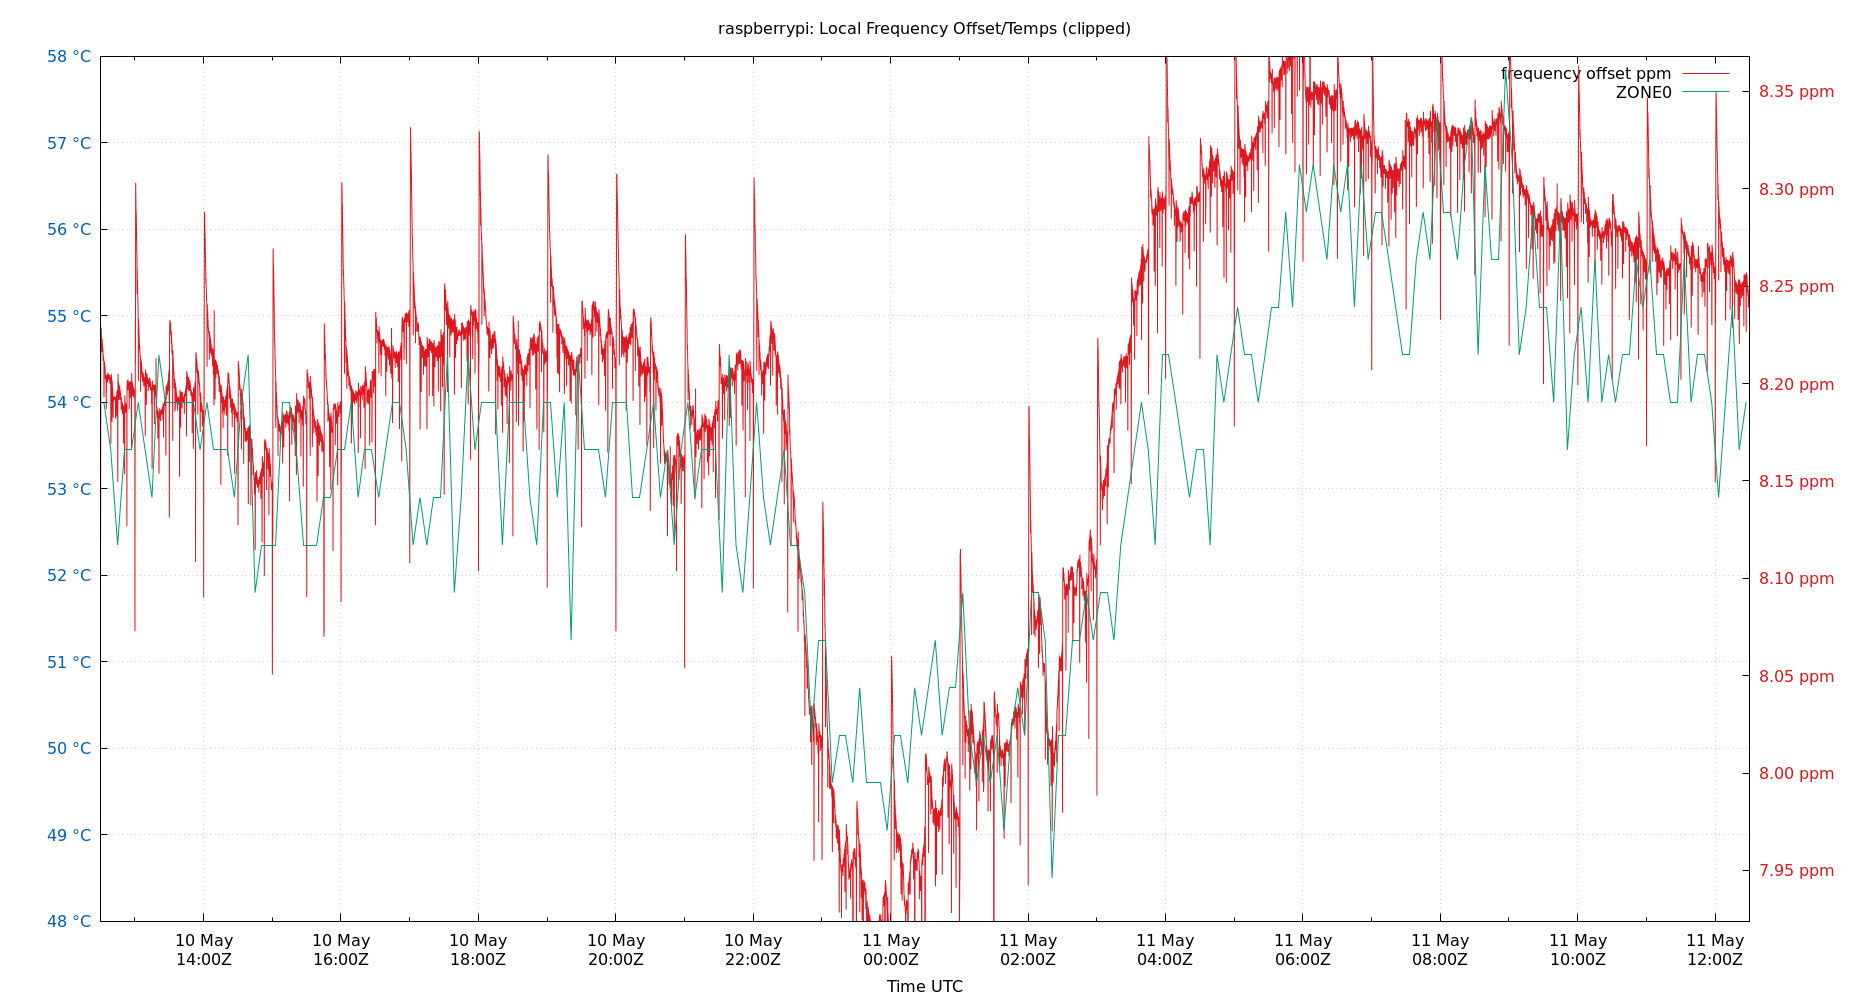 raspberrypi: Local Frequency Offset/Temps (clipped)
58 °C
57 °C
56 °C
55 °C
54 °C
53 °C
52 °C
51 °C
50 °C
49 °C
48 °C
frequency offset ppm
ZONE0
8.35 ppm
8.30 ppm
8.25 ppm
8.20 ppm
8.15 ppm
8.10 ppm
8.05 ppm
8.00 ppm
7.95 ppm
10 May 10 May 10 May 10 May 10 May 11 May 11 May 11 May 11 May 11 May 11 May 11 May
14:00Z 16:00Z 18:00Z 20:00Z 22:00Z 00:00Z 02:00Z 04:00Z 06:00Z 08:00Z 10:00Z 12:00Z
Time UTC